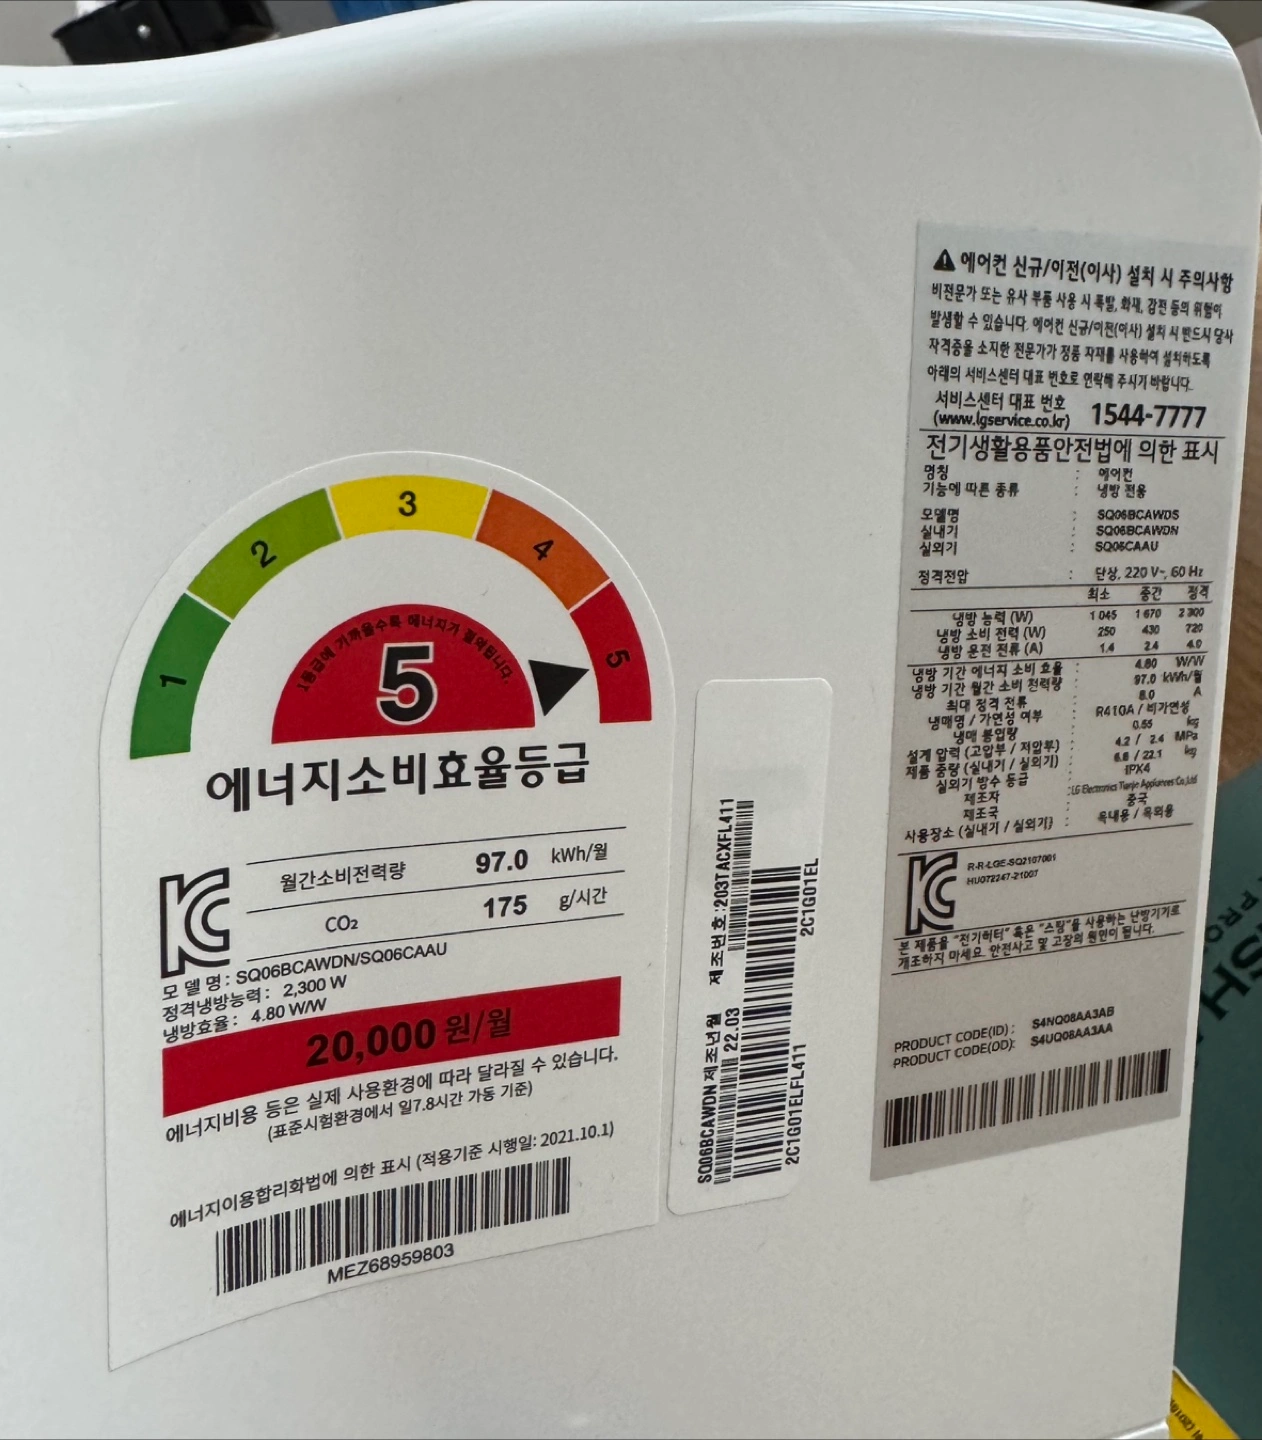 1
2
3
4
5
1등급에 가까울수록 에너지가 절약됩니다.
5
에너지소비효율등급
월간소비전력량 97.0 kWh/월
CO₂ 175 g/시간
모 델 명 : SQ06BCAWDN/SQ06CAAU
정격냉방능력 : 2,300 W
냉방효율 : 4.80 W/W
20,000 원/월
에너지비용 등은 실제 사용환경에 따라 달라질 수 있습니다.
(표준시험환경에서 일7.8시간 가동 기준)
에너지이용합리화법에 의한 표시 (적용기준 시행일: 2021.10.1)
MEZ68959803
SQ06BCAWDN 제조년월 22.03
제조번호:203TACXFL411
2C1G01ELFL411
2C1G01EL
에어컨 신규/이전(이사) 설치 시 주의사항
비전문가 또는 유사 부품 사용 시 폭발, 화재, 감전 등의 위험이
발생할 수 있습니다. 에어컨 신규/이전(이사) 설치 시 반드시 당사
자격증을 소지한 전문가가 정품 자재를 사용하여 설치하도록
아래의 서비스센터 대표 번호로 연락해 주시기 바랍니다.
서비스센터 대표 번호
(www.lgservice.co.kr) 1544-7777
전기생활용품안전법에 의한 표시
명칭 : 에어컨
기능에 따른 종류 : 냉방 전용
모델명 : SQ06BCAWDS
실내기 : SQ06BCAWDN
실외기 : SQ06CAAU
정격전압 : 단상, 220 V~, 60 Hz
최소 중간 정격
냉방 능력 (W) 1 045 1 670 2 300
냉방 소비 전력 (W) 250 430 720
냉방 운전 전류 (A) 1.4 2.4 4.0
냉방 기간 에너지 소비 효율 : 4.80 W/W
냉방 기간 월간 소비 전력량 : 97.0 kWh/월
최대 정격 전류 : 8.0 A
냉매명 / 가연성 여부 : R410A / 비가연성
냉매 봉입량 : 0.55 kg
설계 압력 (고압부 / 저압부) : 4.2 / 2.4 MPa
제품 중량 (실내기 / 실외기) : 6.6 / 22.1 kg
실외기 방수 등급 : IPX4
제조자 : LG Electronics Tianjin Appliances Co.,Ltd
제조국 : 중국
사용장소 (실내기 / 실외기) : 옥내용 / 옥외용
R-R-LGE-SQ2107001
HU072247-21007
본 제품을 "전기히터" 혹은 "스팀"을 사용하는 난방기기로
개조하지 마세요. 안전사고 및 고장의 원인이 됩니다.
PRODUCT CODE(ID) : S4NQ08AA3AB
PRODUCT CODE(OD): S4UQ08AA3AA